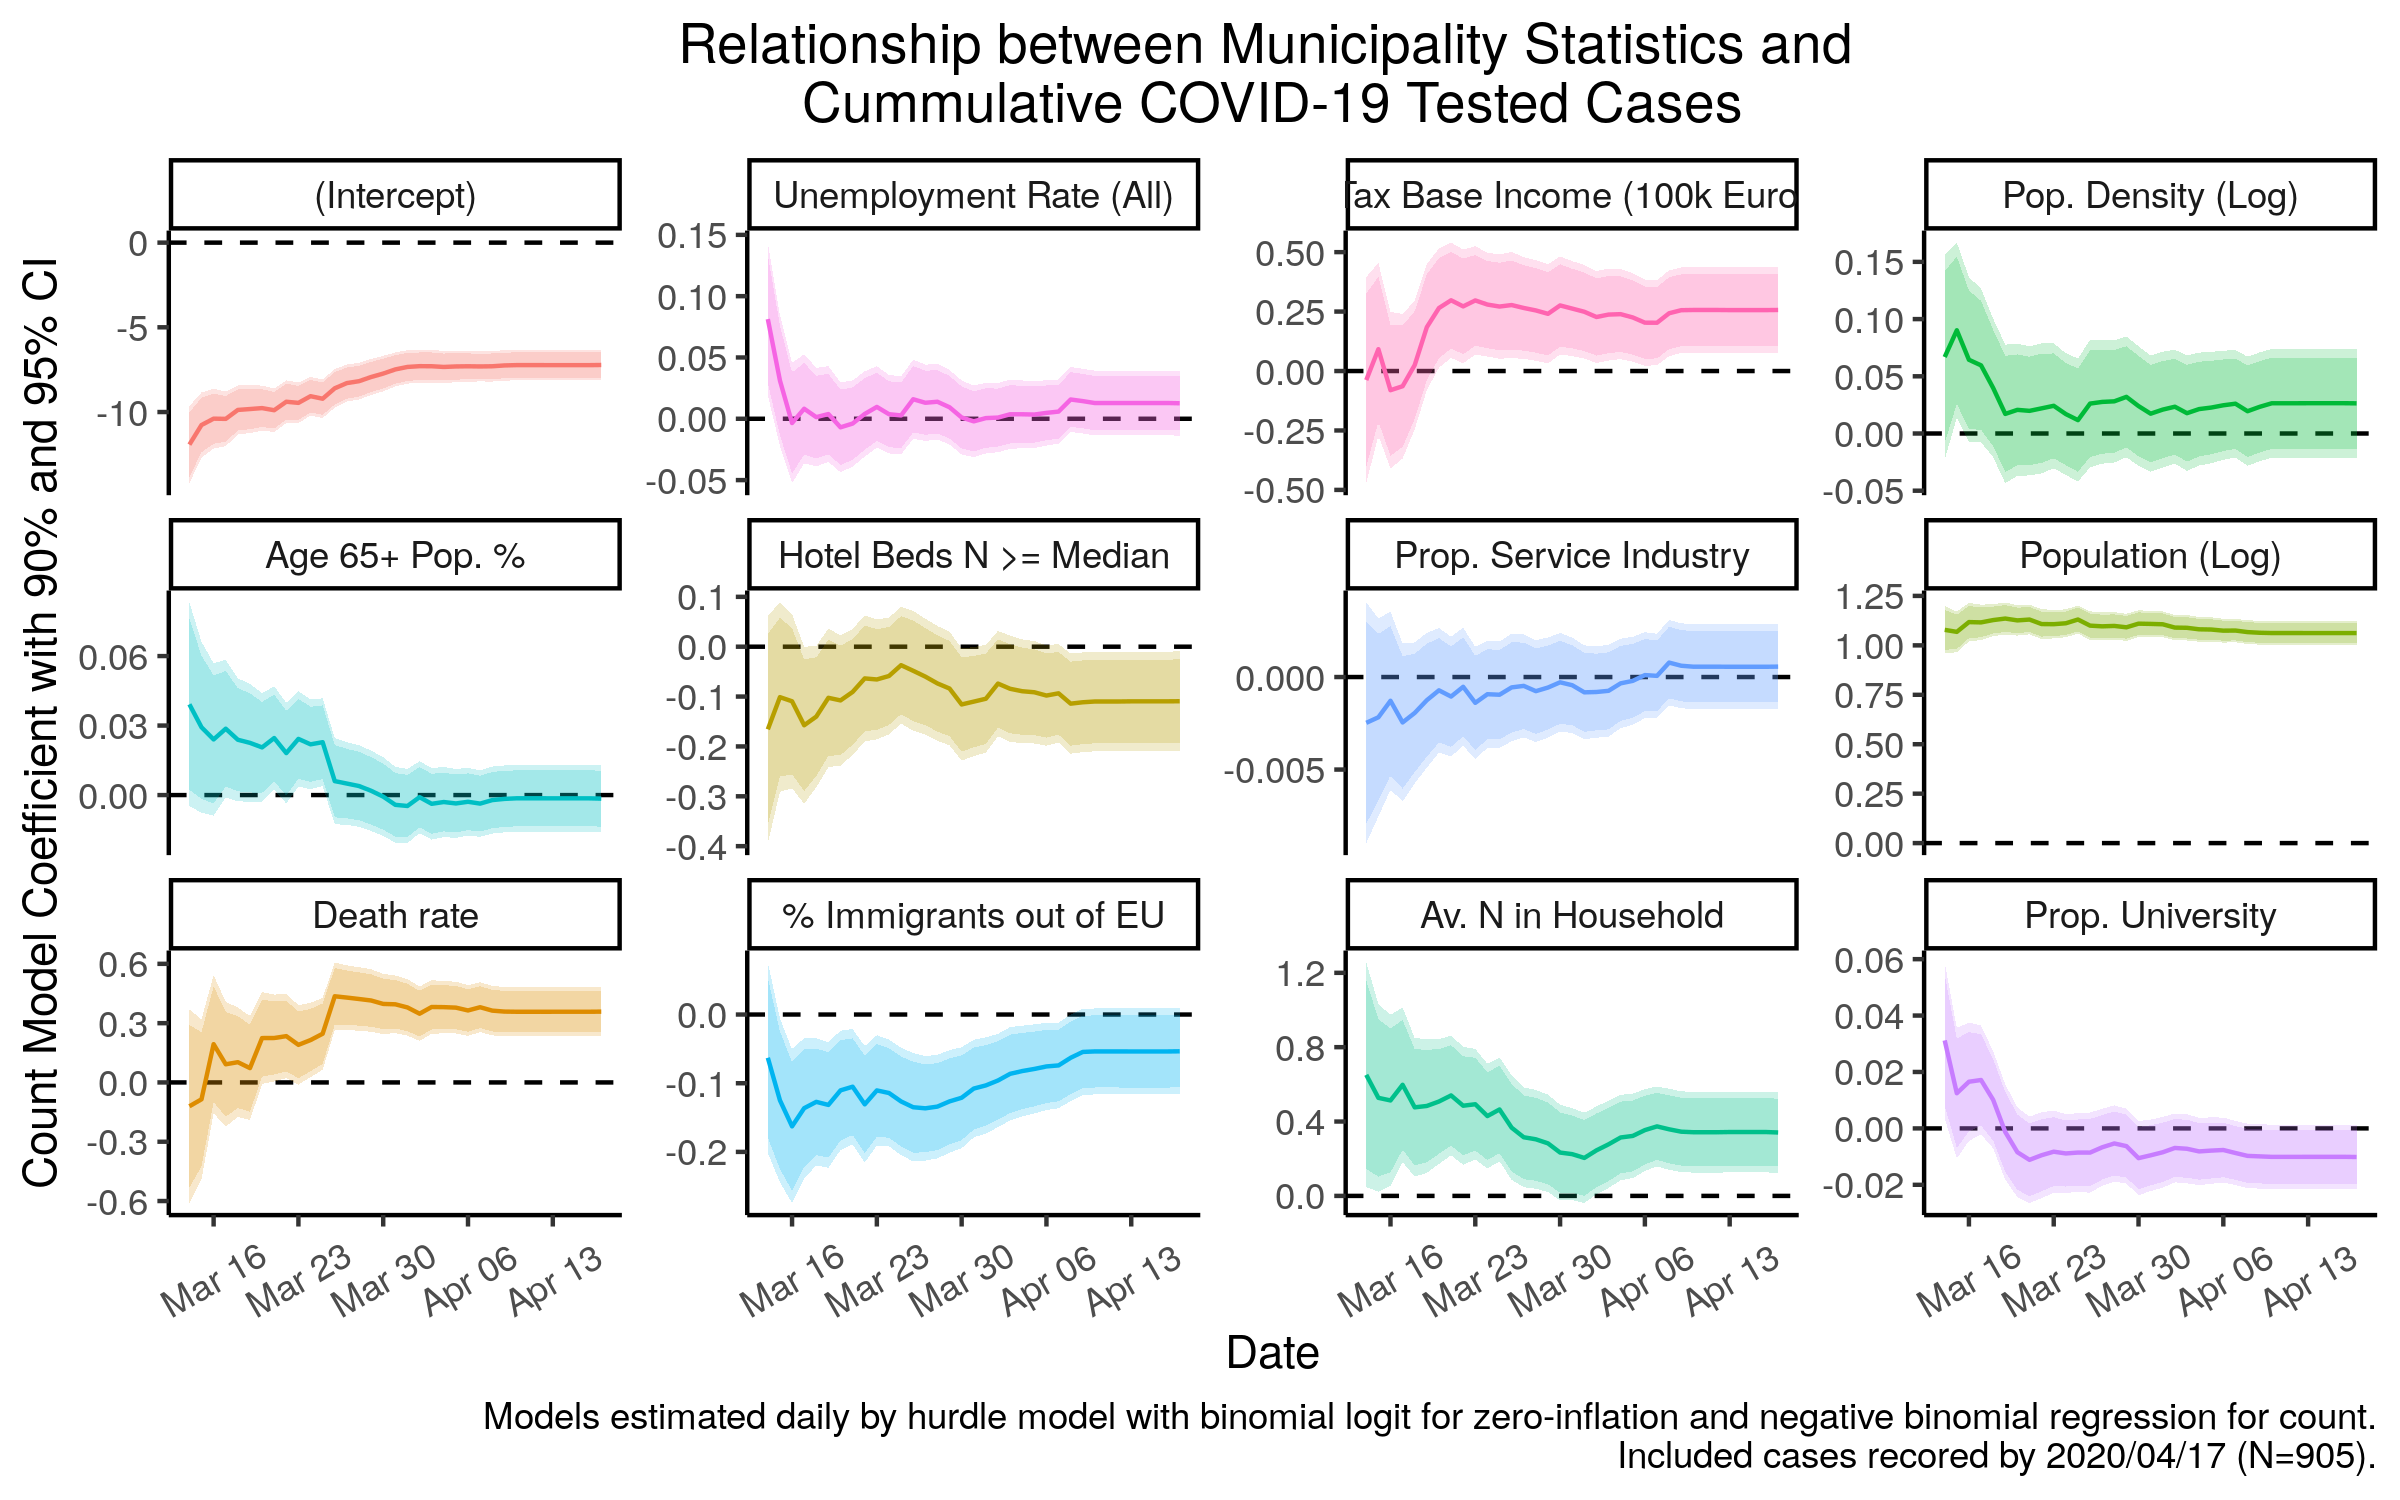 Relationship between Municipality Statistics and
Cummulative COVID-19 Tested Cases
Count Model Coefficient with 90% and 95% CI
(Intercept)
0
-5
-10
Unemployment Rate (All)
0.15
0.10
0.05
0.00
-0.05
Tax Base Income (100k Euro
0.50
0.25
0.00
-0.25
-0.50
Pop. Density (Log)
0.15
0.10
0.05
0.00
-0.05
Age 65+ Pop. %
0.06
0.03
0.00
Hotel Beds N >= Median
0.1
0.0
-0.1
-0.2
-0.3
-0.4
Prop. Service Industry
0.000
-0.005
Population (Log)
1.25
1.00
0.75
0.50
0.25
0.00
Death rate
0.6
0.3
0.0
-0.3
-0.6
Mar 16 Mar 23 Mar 30 Apr 06 Apr 13
% Immigrants out of EU
0.0
-0.1
-0.2
Mar 16 Mar 23 Mar 30 Apr 06 Apr 13
Av. N in Household
1.2
0.8
0.4
0.0
Mar 16 Mar 23 Mar 30 Apr 06 Apr 13
Prop. University
0.06
0.04
0.02
0.00
-0.02
Mar 16 Mar 23 Mar 30 Apr 06 Apr 13
Date
Models estimated daily by hurdle model with binomial logit for zero-inflation and negative binomial regression for count.
Included cases recored by 2020/04/17 (N=905).